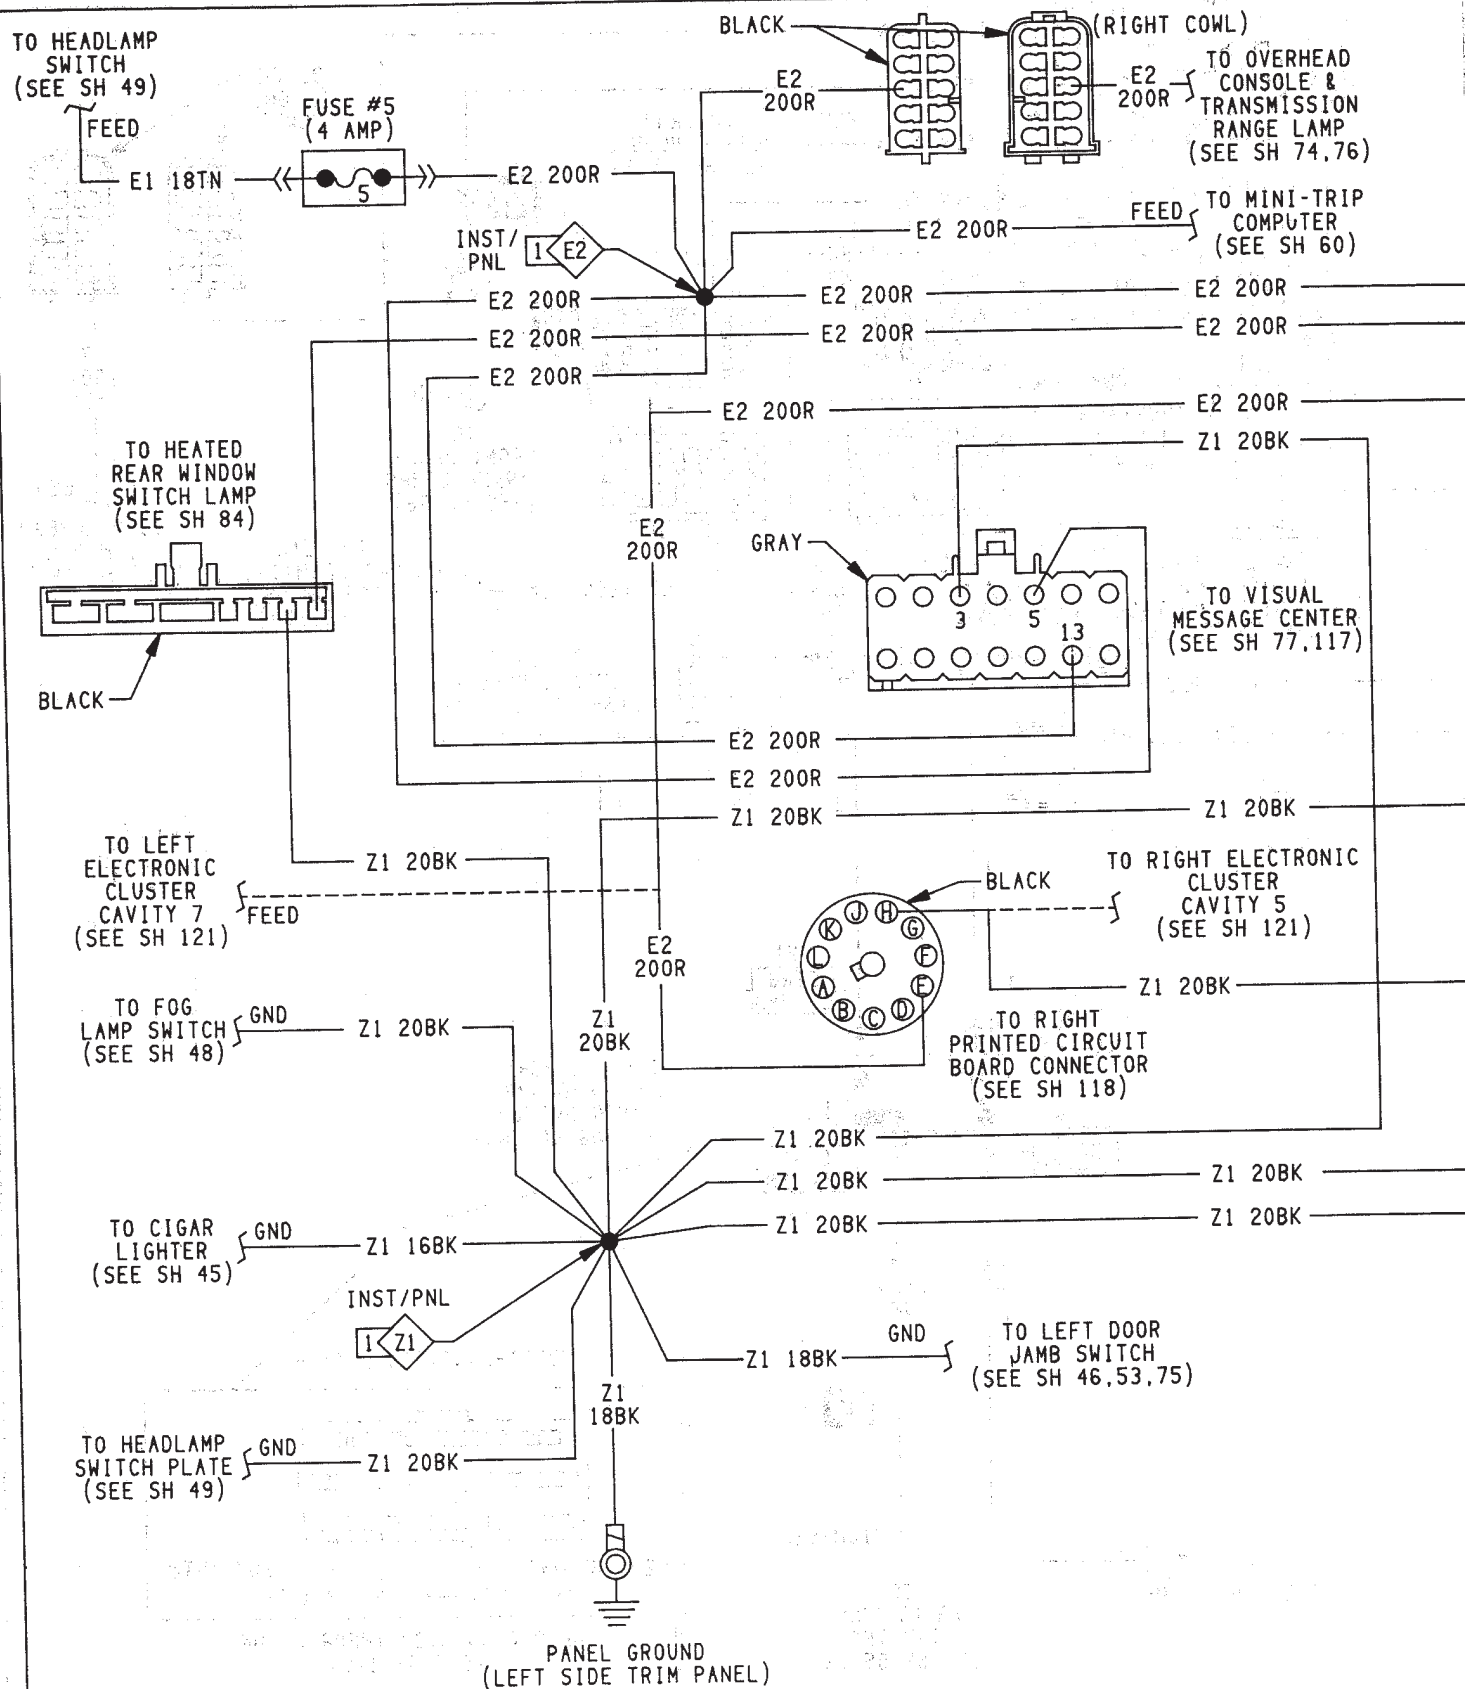 BLACK
(RIGHT COWL)
TO HEADLAMP
SWITCH
(SEE SH 49)
FEED
FUSE #5
(4 AMP)
5
E1 18TN
E2 200R
E2
200R
E2
200R
TO OVERHEAD
CONSOLE &
TRANSMISSION
RANGE LAMP
(SEE SH 74,76)
INST/
PNL
1
E2
E2 200R
FEED
TO MINI-TRIP
COMPUTER
(SEE SH 60)
E2 200R
E2 200R
E2 200R
E2 200R
E2 200R
E2 200R
E2 200R
E2 200R
E2 200R
Z1 20BK
TO HEATED
REAR WINDOW
SWITCH LAMP
(SEE SH 84)
BLACK
E2
200R
GRAY
3
5
13
TO VISUAL
MESSAGE CENTER
(SEE SH 77,117)
E2 200R
E2 200R
Z1 20BK
Z1 20BK
TO LEFT
ELECTRONIC
CLUSTER
CAVITY 7
(SEE SH 121)
FEED
Z1 20BK
E2
200R
BLACK
J
H
K
G
L
F
A
E
B
C
D
TO RIGHT ELECTRONIC
CLUSTER
CAVITY 5
(SEE SH 121)
Z1 20BK
TO RIGHT
PRINTED CIRCUIT
BOARD CONNECTOR
(SEE SH 118)
TO FOG
LAMP SWITCH
(SEE SH 48)
GND
Z1 20BK
Z1
20BK
Z1 20BK
Z1 20BK
Z1 20BK
Z1 20BK
Z1 20BK
TO CIGAR
LIGHTER
(SEE SH 45)
GND
Z1 16BK
INST/PNL
1
Z1
Z1 18BK
GND
TO LEFT DOOR
JAMB SWITCH
(SEE SH 46,53,75)
Z1
18BK
TO HEADLAMP
SWITCH PLATE
(SEE SH 49)
GND
Z1 20BK
PANEL GROUND
(LEFT SIDE TRIM PANEL)